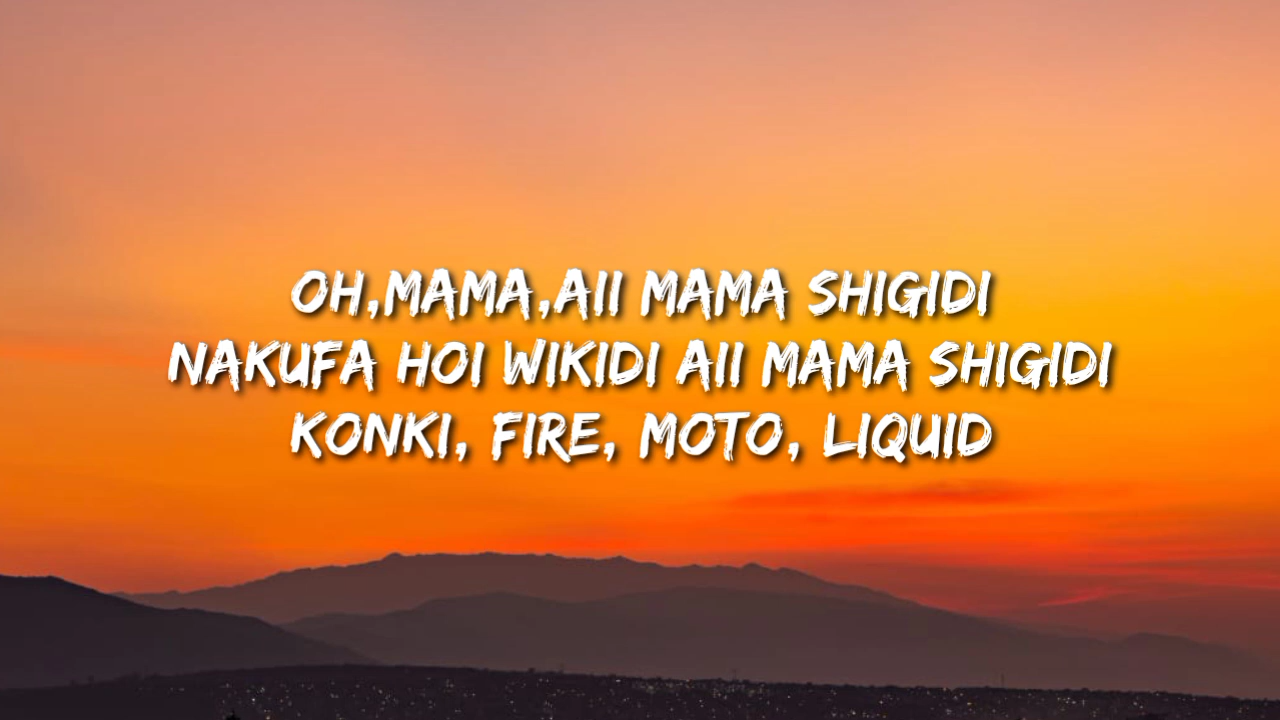 OH,MAMA,AII MAMA SHIGIDI
NAKUFA HOI WIKIDI AII MAMA SHIGIDI
KONKI, FIRE, MOTO, LIQUID